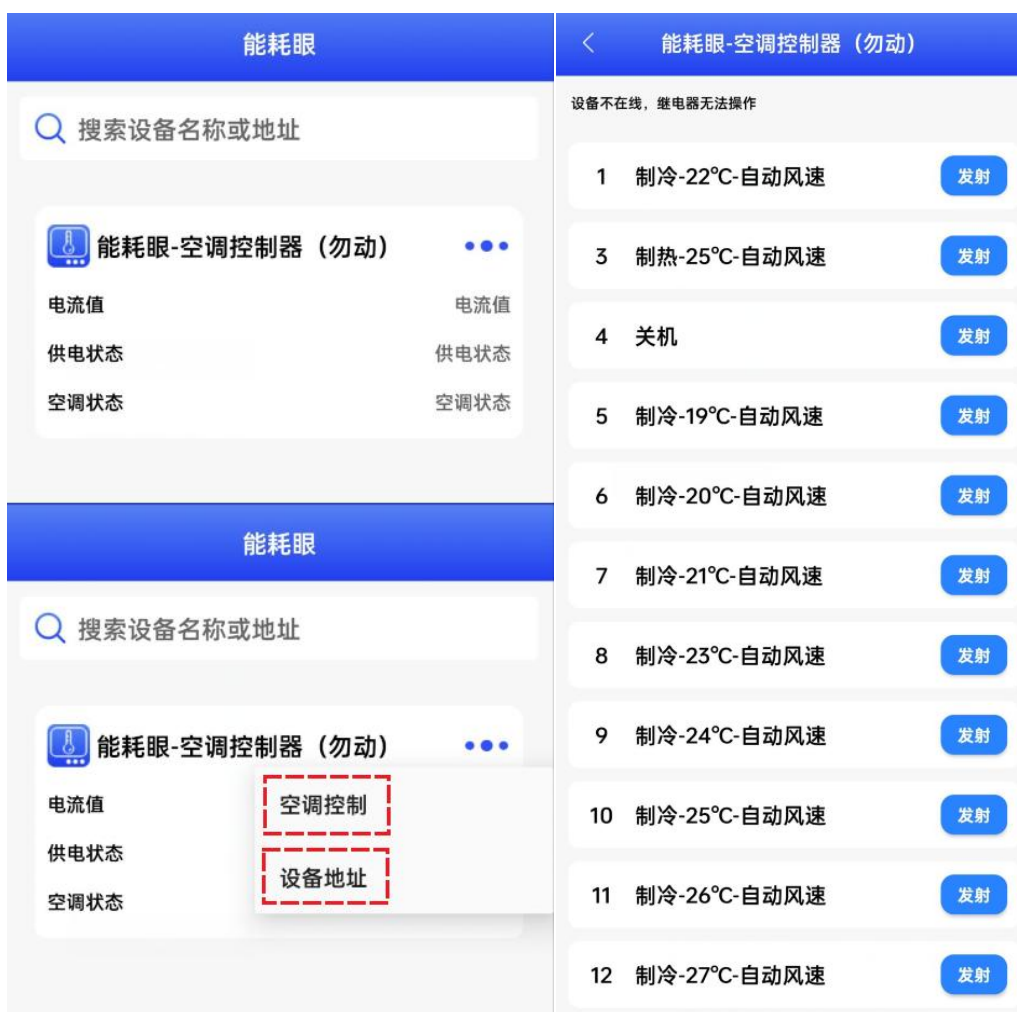 能耗眼
搜索设备名称或地址
能耗眼-空调控制器（勿动）
电流值 电流值
供电状态 供电状态
空调状态 空调状态
能耗眼
搜索设备名称或地址
能耗眼-空调控制器（勿动）
电流值
供电状态
空调状态
空调控制
设备地址
能耗眼-空调控制器（勿动）
设备不在线，继电器无法操作
1 制冷-22℃-自动风速 发射
3 制热-25℃-自动风速 发射
4 关机 发射
5 制冷-19℃-自动风速 发射
6 制冷-20℃-自动风速 发射
7 制冷-21℃-自动风速 发射
8 制冷-23℃-自动风速 发射
9 制冷-24℃-自动风速 发射
10 制冷-25℃-自动风速 发射
11 制冷-26℃-自动风速 发射
12 制冷-27℃-自动风速 发射